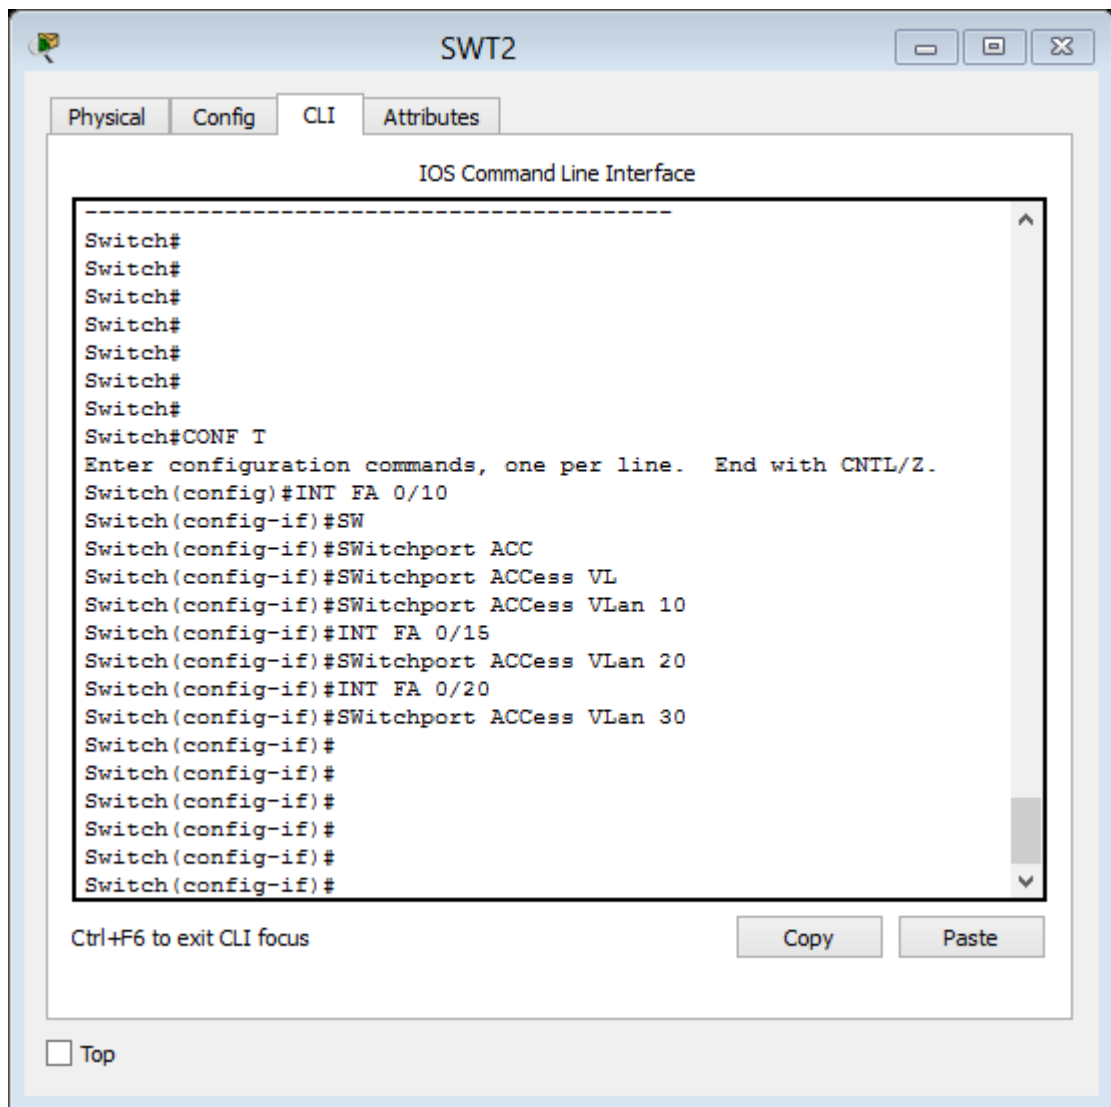 SWT2
Physical Config CLI Attributes
IOS Command Line Interface
--------------------------------------------
Switch#
Switch#
Switch#
Switch#
Switch#
Switch#
Switch#
Switch#CONF T
Enter configuration commands, one per line.  End with CNTL/Z.
Switch(config)#INT FA 0/10
Switch(config-if)#SW
Switch(config-if)#SWitchport ACC
Switch(config-if)#SWitchport ACCess VL
Switch(config-if)#SWitchport ACCess VLan 10
Switch(config-if)#INT FA 0/15
Switch(config-if)#SWitchport ACCess VLan 20
Switch(config-if)#INT FA 0/20
Switch(config-if)#SWitchport ACCess VLan 30
Switch(config-if)#
Switch(config-if)#
Switch(config-if)#
Switch(config-if)#
Switch(config-if)#
Switch(config-if)#
Ctrl+F6 to exit CLI focus Copy Paste
Top